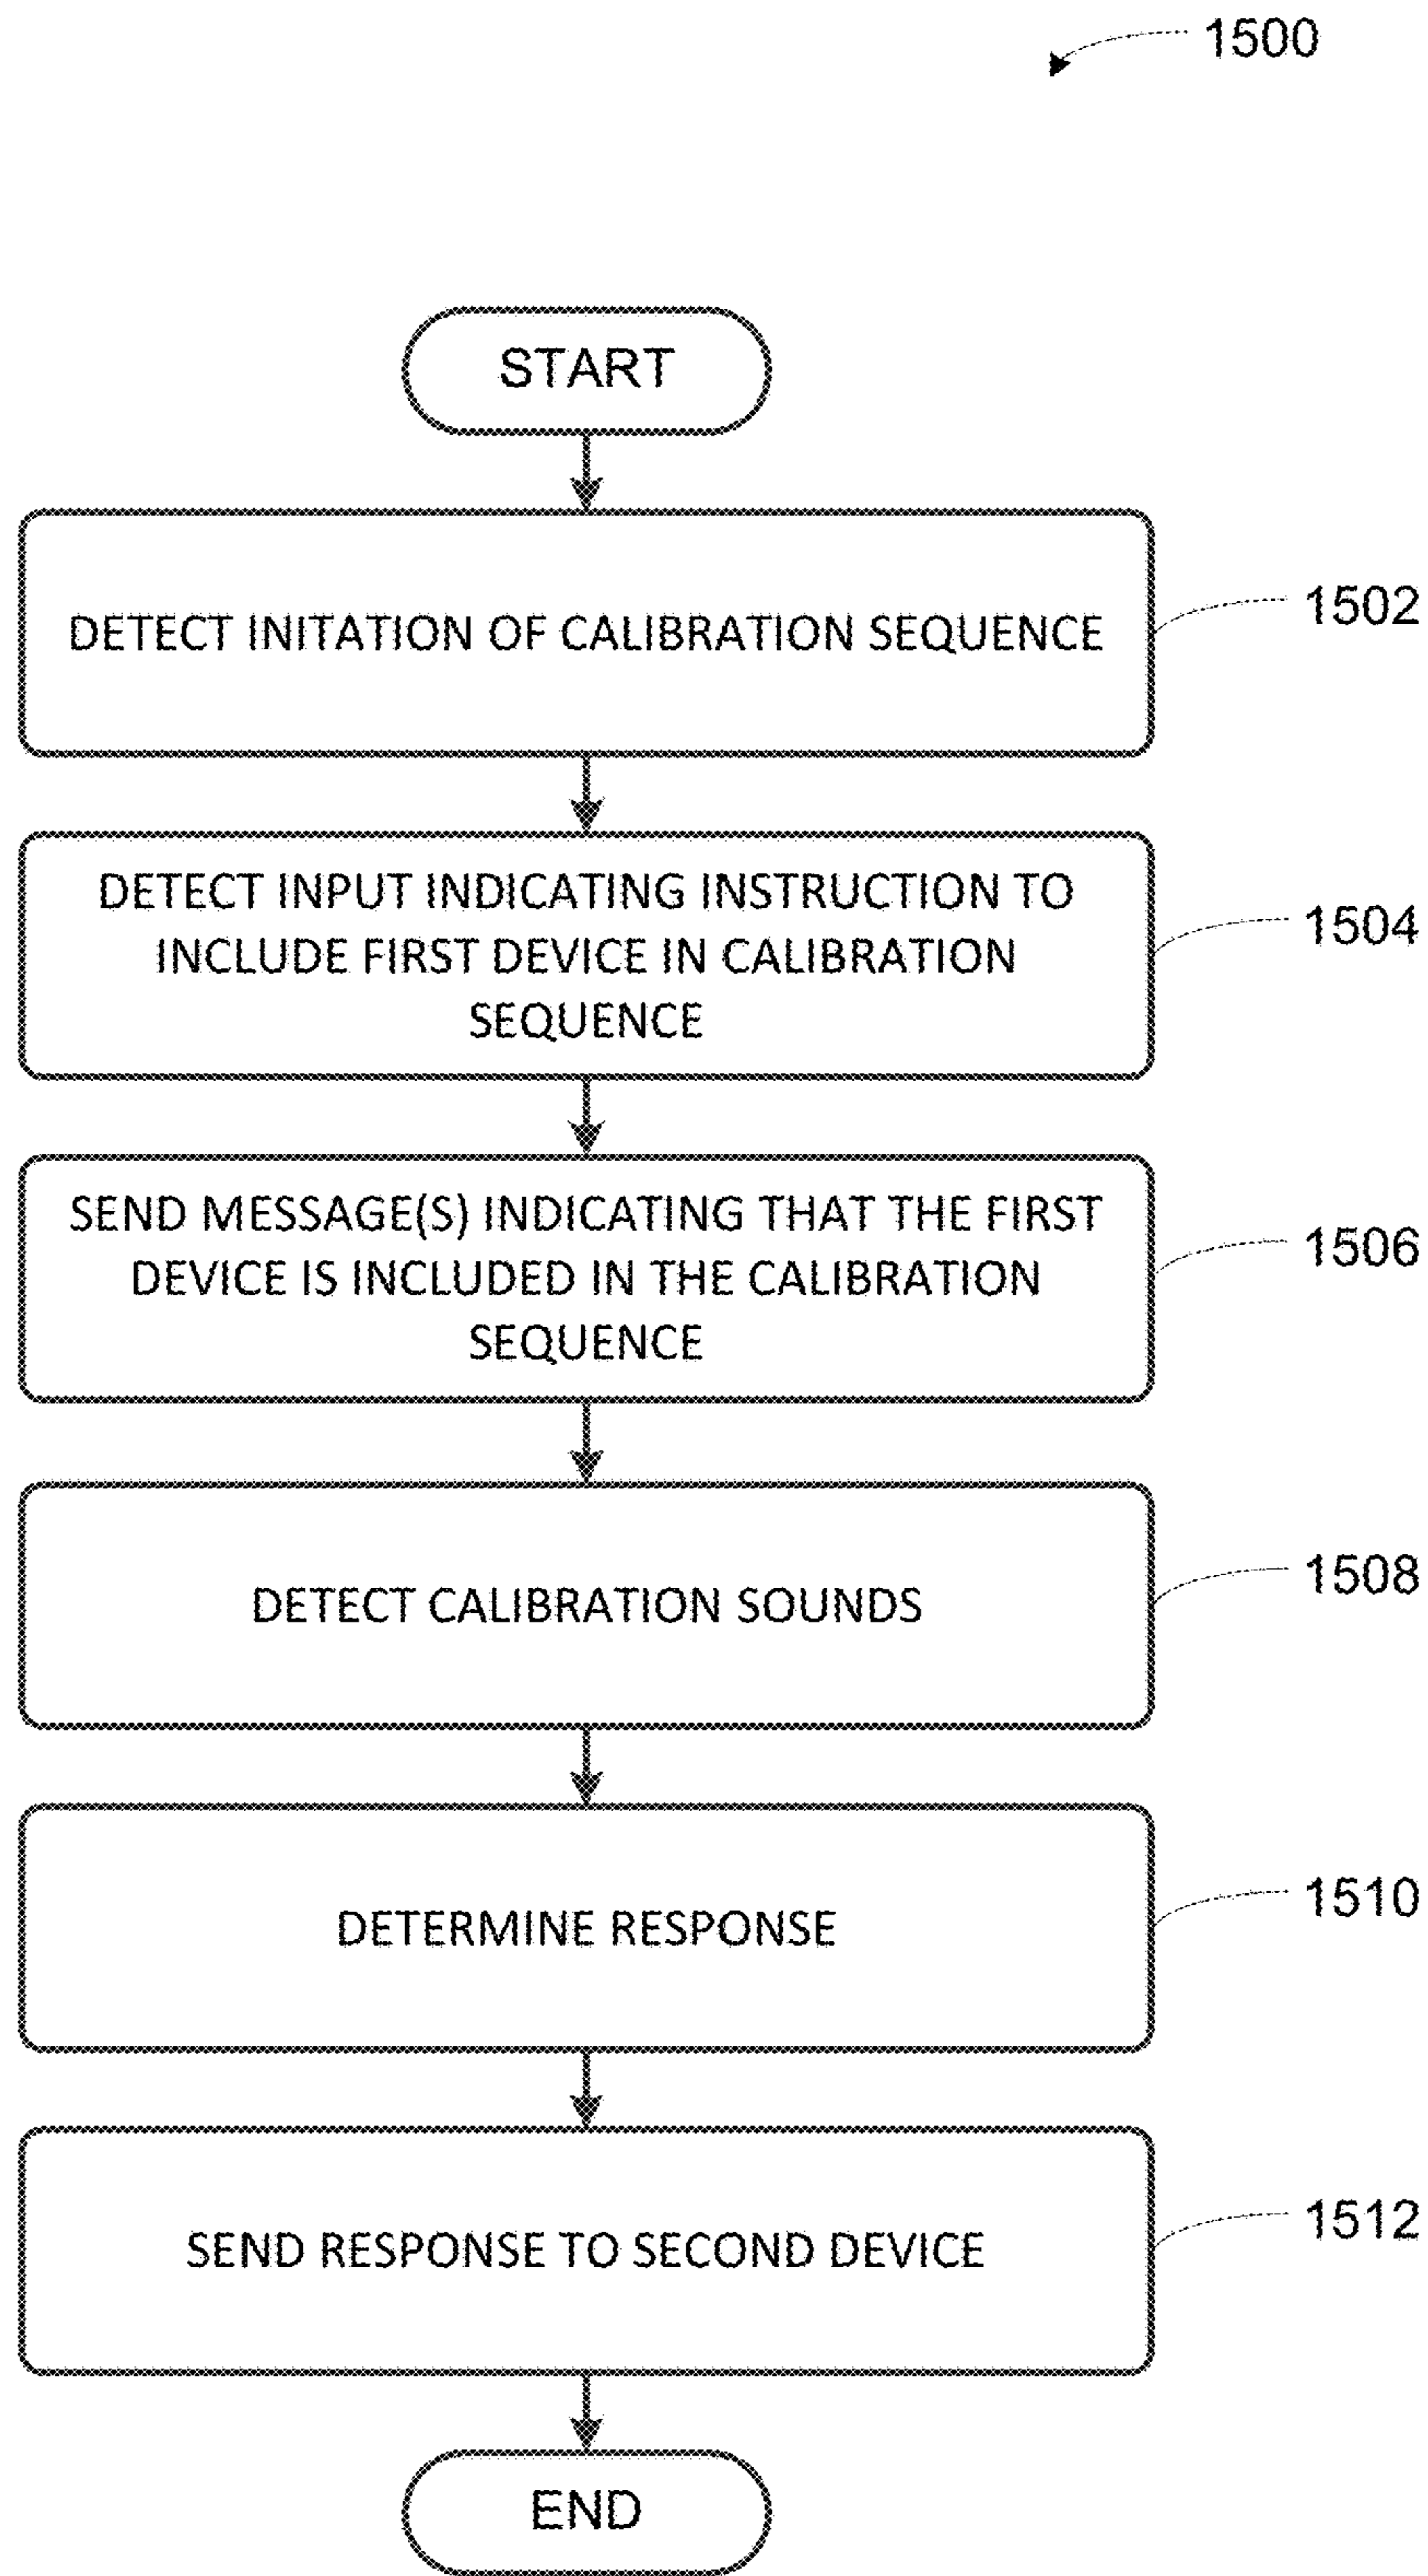 1500
START
DETECT INITATION OF CALIBRATION SEQUENCE
1502
DETECT INPUT INDICATING INSTRUCTION TO
INCLUDE FIRST DEVICE IN CALIBRATION
SEQUENCE
1504
SEND MESSAGE(S) INDICATING THAT THE FIRST
DEVICE IS INCLUDED IN THE CALIBRATION
SEQUENCE
1506
DETECT CALIBRATION SOUNDS
1508
DETERMINE RESPONSE
1510
SEND RESPONSE TO SECOND DEVICE
1512
END